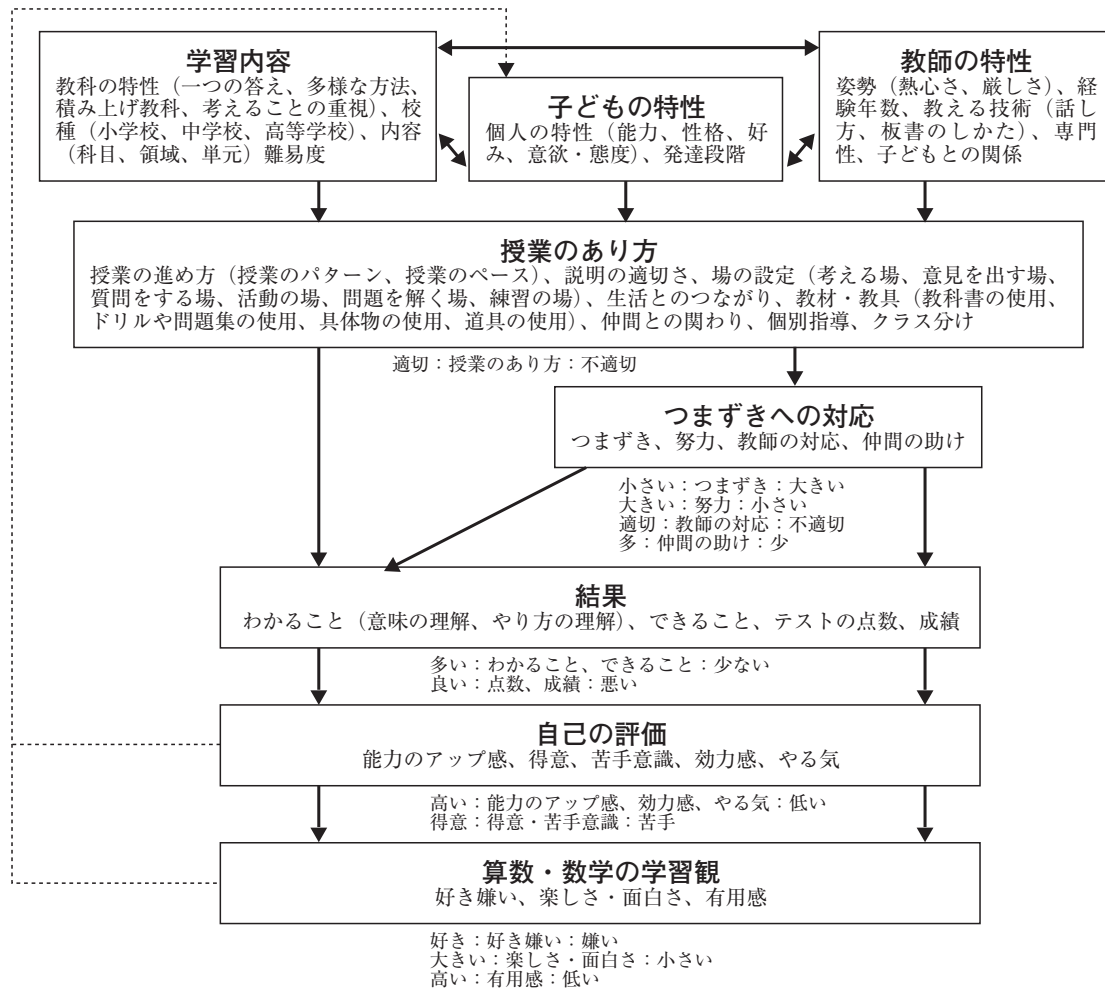 学習内容
教科の特性（一つの答え、多様な方法、
積み上げ教科、考えることの重視）、校
種（小学校、中学校、高等学校）、内容
（科目、領域、単元）難易度
子どもの特性
個人の特性（能力、性格、好
み、意欲・態度）、発達段階
教師の特性
姿勢（熱心さ、厳しさ）、経
験年数、教える技術（話し
方、板書のしかた）、専門
性、子どもとの関係
授業のあり方
授業の進め方（授業のパターン、授業のペース）、説明の適切さ、場の設定（考える場、意見を出す場、
質問をする場、活動の場、問題を解く場、練習の場）、生活とのつながり、教材・教具（教科書の使用、
ドリルや問題集の使用、具体物の使用、道具の使用）、仲間との関わり、個別指導、クラス分け
適切：授業のあり方：不適切
つまずきへの対応
つまずき、努力、教師の対応、仲間の助け
小さい：つまずき：大きい
大きい：努力：小さい
適切：教師の対応：不適切
多：仲間の助け：少
結果
わかること（意味の理解、やり方の理解）、できること、テストの点数、成績
多い：わかること、できること：少ない
良い：点数、成績：悪い
自己の評価
能力のアップ感、得意、苦手意識、効力感、やる気
高い：能力のアップ感、効力感、やる気：低い
得意：得意・苦手意識：苦手
算数・数学の学習観
好き嫌い、楽しさ・面白さ、有用感
好き：好き嫌い：嫌い
大きい：楽しさ・面白さ：小さい
高い：有用感：低い